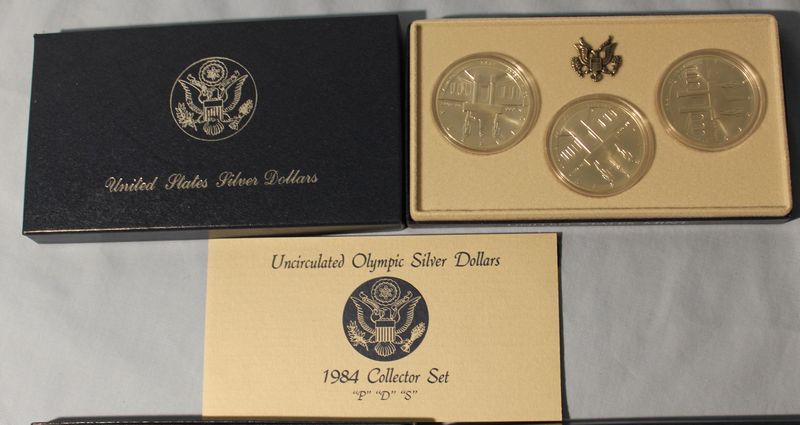 United States Silver Dollars
Uncirculated Olympic Silver Dollars
1984 Collector Set
"P" "D" "S"